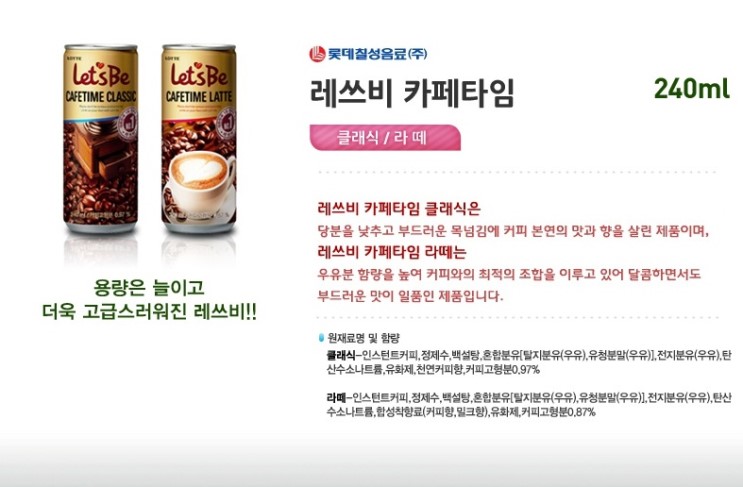 롯데칠성음료(주)
레쓰비 카페타임
240ml
클래식 / 라 떼
LOTTE
Let'sBe
CAFETIME CLASSIC
LOTTE
Let'sBe
CAFETIME LATTE
용량은 늘이고
더욱 고급스러워진 레쓰비!!
레쓰비 카페타임 클래식은
당분을 낮추고 부드러운 목넘김에 커피 본연의 맛과 향을 살린 제품이며,
레쓰비 카페타임 라떼는
우유분 함량을 높여 커피와의 최적의 조합을 이루고 있어 달콤하면서도
부드러운 맛이 일품인 제품입니다.
원재료명 및 함량
클래식-인스턴트커피,정제수,백설탕,혼합분유[탈지분유(우유),유청분말(우유)],전지분유(우유),탄
산수소나트륨,유화제,천연커피향,커피고형분0,97%
라떼-인스턴트커피,정제수,백설탕,혼합분유[탈지분유(우유),유청분말(우유)],전지분유(우유),탄산
수소나트륨,합성착향료(커피향,밀크향),유화제,커피고형분0,87%